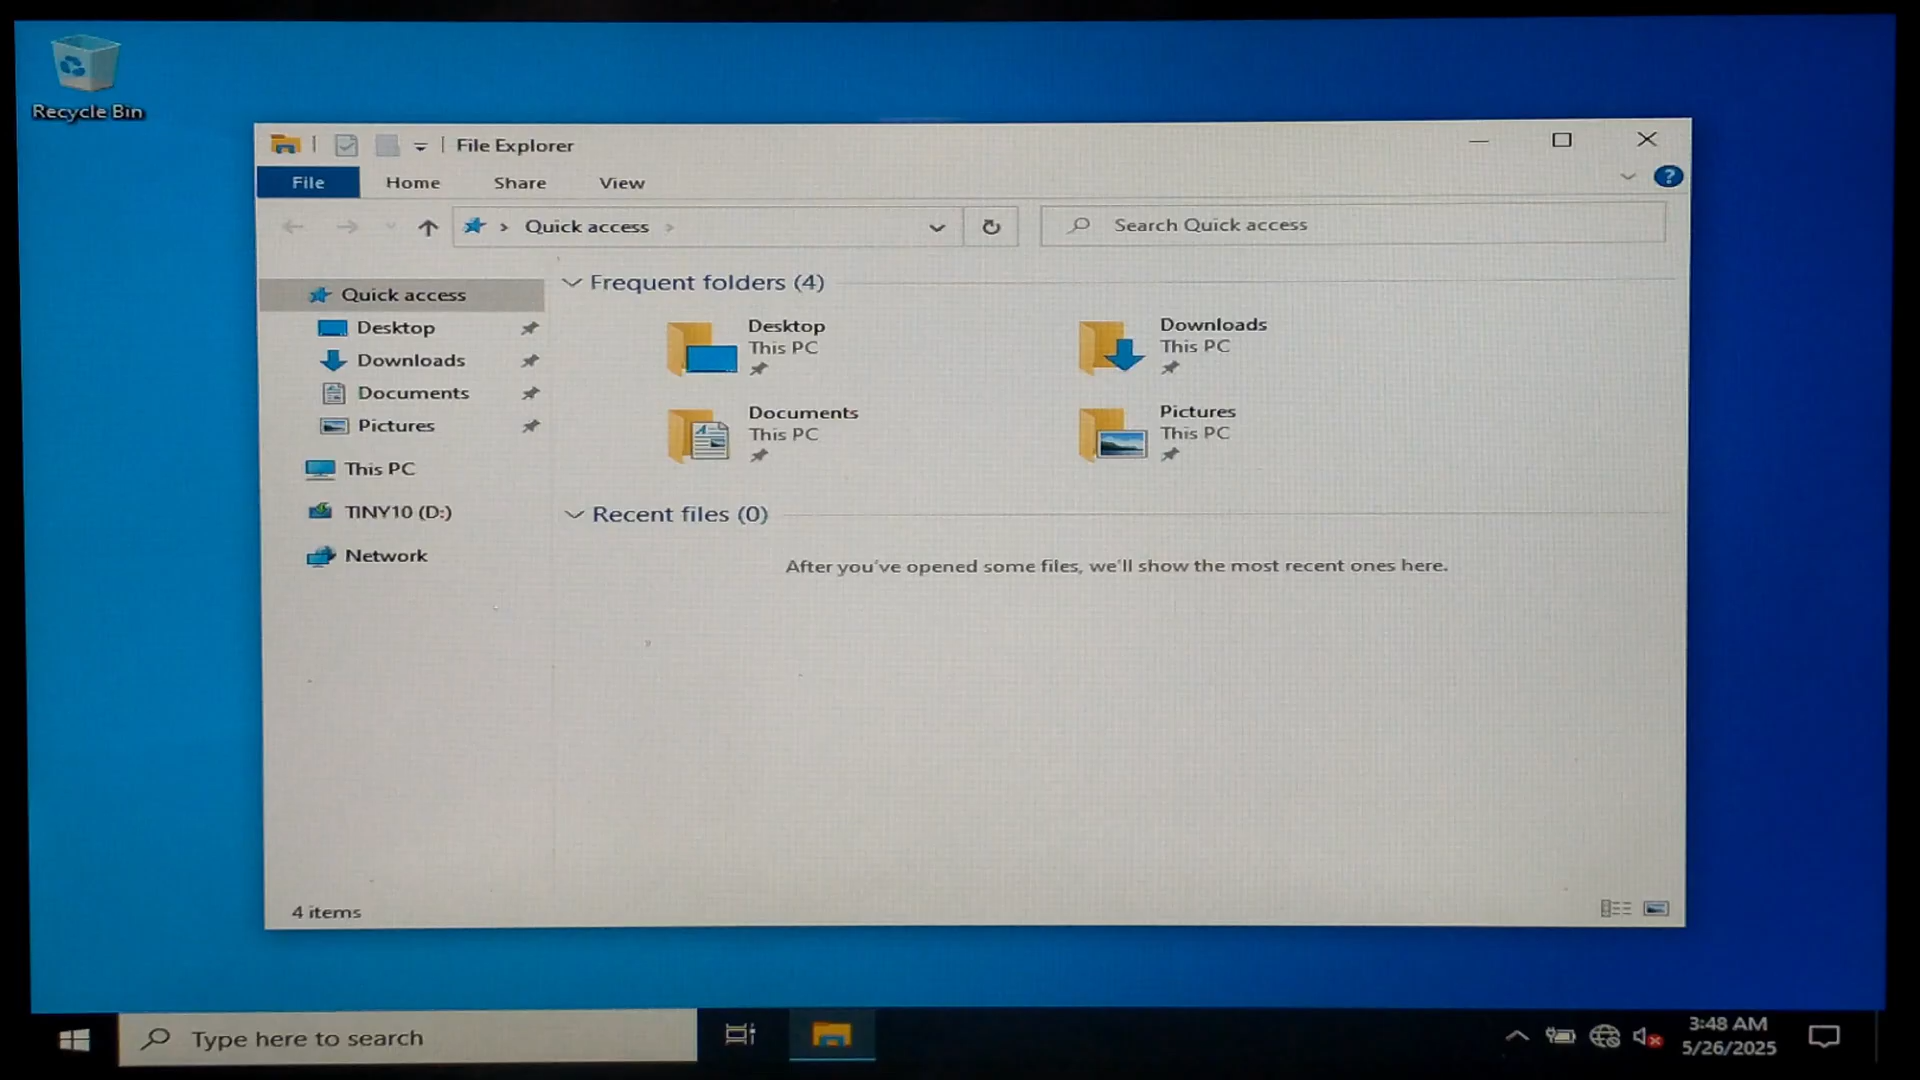 Recycle Bin
File Explorer
File Home Share View
Quick access
Search Quick access
Quick access
Desktop
Downloads
Documents
Pictures
This PC
TINY10 (D:)
Network
Frequent folders (4)
Desktop
This PC
Downloads
This PC
Documents
This PC
Pictures
This PC
Recent files (0)
After you've opened some files, we'll show the most recent ones here.
4 items
Type here to search
3:48 AM
5/26/2025